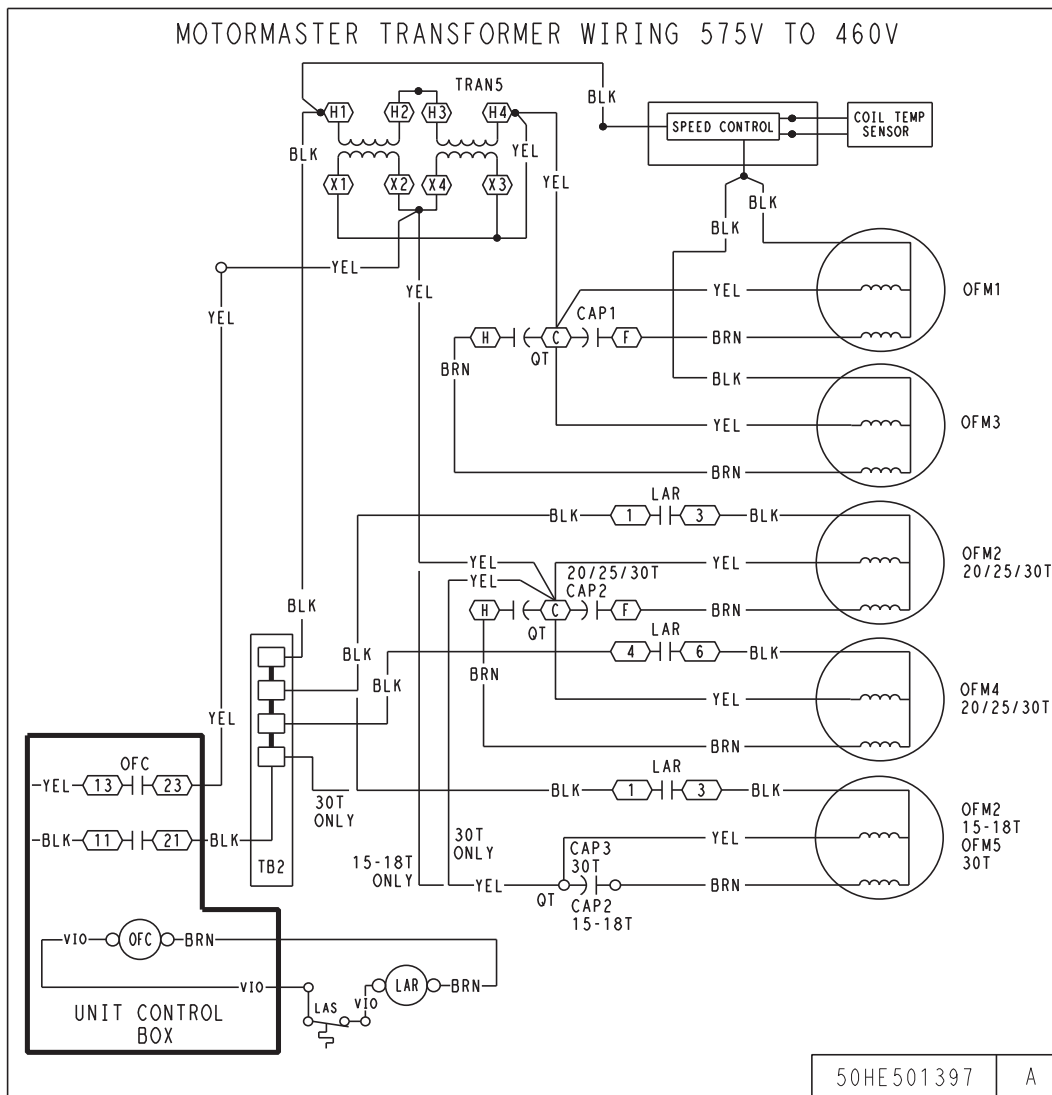 MOTORMASTER TRANSFORMER WIRING 575V TO 460V
TRAN5
H1 H2 H3 H4
BLK
SPEED CONTROL
COIL TEMP
SENSOR
BLK
YEL
YEL
X1 X2 X4 X3
BLK
BLK
YEL
YEL
YEL
YEL
OFM1
CAP1
H C F
QT
BRN
BRN
BLK
YEL
OFM3
BRN
LAR
BLK 1 3 BLK
YEL
YEL
YEL
OFM2
20/25/30T
20/25/30T
CAP2
H C F
QT
BRN
BLK
LAR
BLK
BLK
4 6 BLK
BRN
YEL
OFM4
20/25/30T
YEL
BRN
OFC
YEL 13 23
LAR
BLK 1 3 BLK
30T
ONLY
BLK 11 21 BLK
TB2
15-18T
ONLY
30T
ONLY
YEL
OFM2
15-18T
OFM5
30T
CAP3
30T
YEL
QT
BRN
CAP2
15-18T
VIO OFC BRN
VIO
LAS
VIO
LAR BRN
UNIT CONTROL
BOX
50HE501397 A